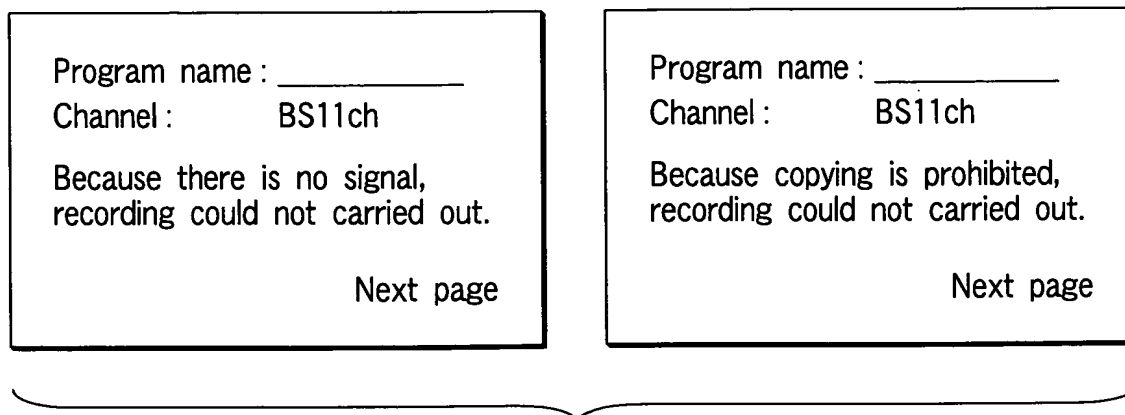 Program name : 
Channel : BS11ch
Because there is no signal,
recording could not carried out.
Next page
Program name : 
Channel : BS11ch
Because copying is prohibited,
recording could not carried out.
Next page